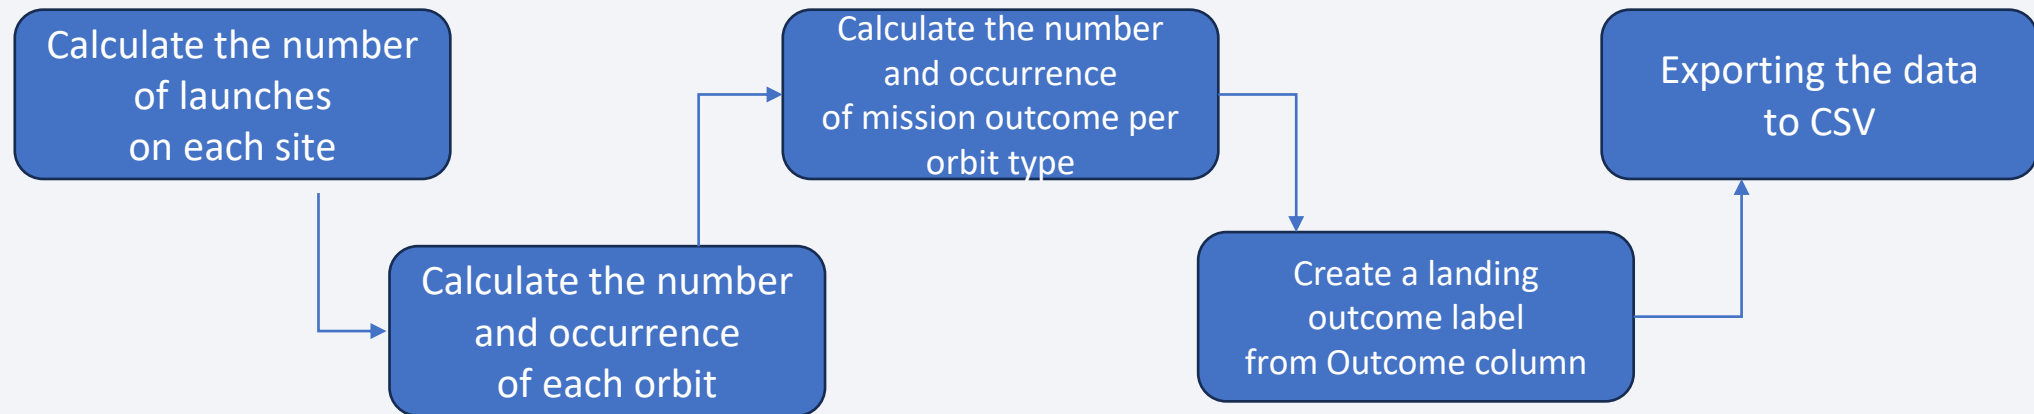 Calculate the number
of launches
on each site
Calculate the number
and occurrence
of each orbit
Calculate the number
and occurrence
of mission outcome per
orbit type
Create a landing
outcome label
from Outcome column
Exporting the data
to CSV